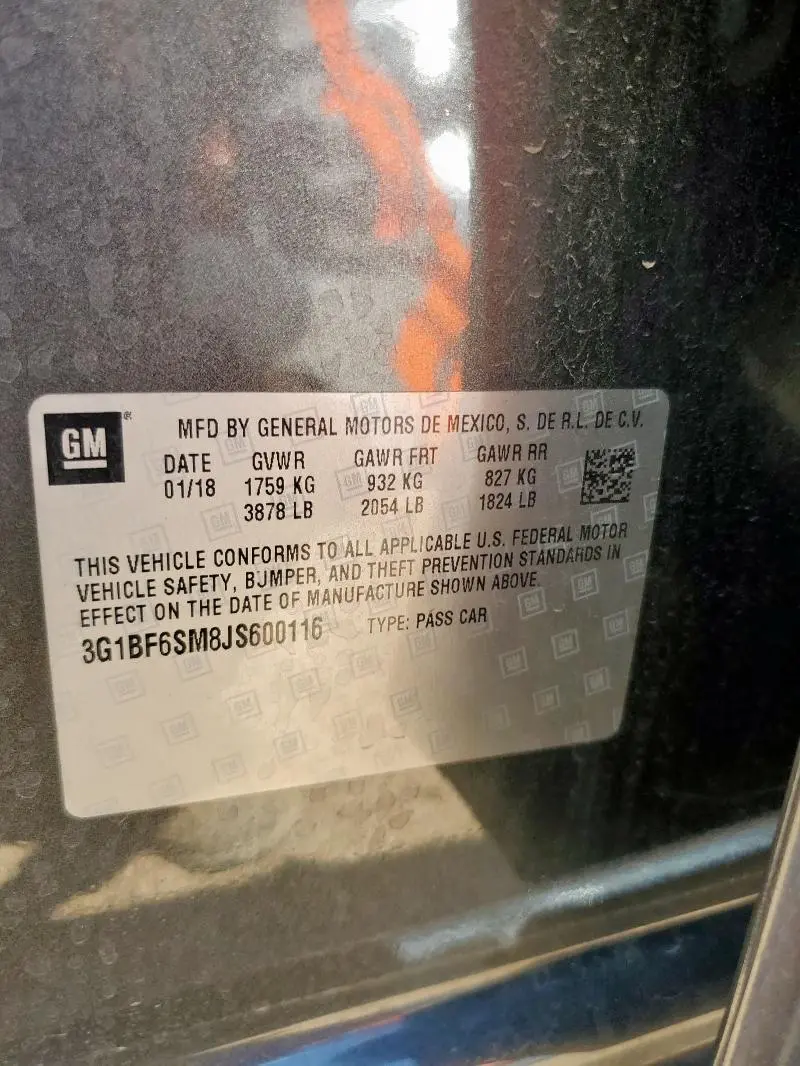 GM
MFD BY GENERAL MOTORS DE MEXICO, S. DE R.L. DE C.V.
DATE GVWR GAWR FRT GAWR RR
01/18 1759 KG 932 KG 827 KG
3878 LB 2054 LB 1824 LB
THIS VEHICLE CONFORMS TO ALL APPLICABLE U.S. FEDERAL MOTOR
VEHICLE SAFETY, BUMPER, AND THEFT PREVENTION STANDARDS IN
EFFECT ON THE DATE OF MANUFACTURE SHOWN ABOVE.
3G1BF6SM8JS600116 TYPE: PASS CAR